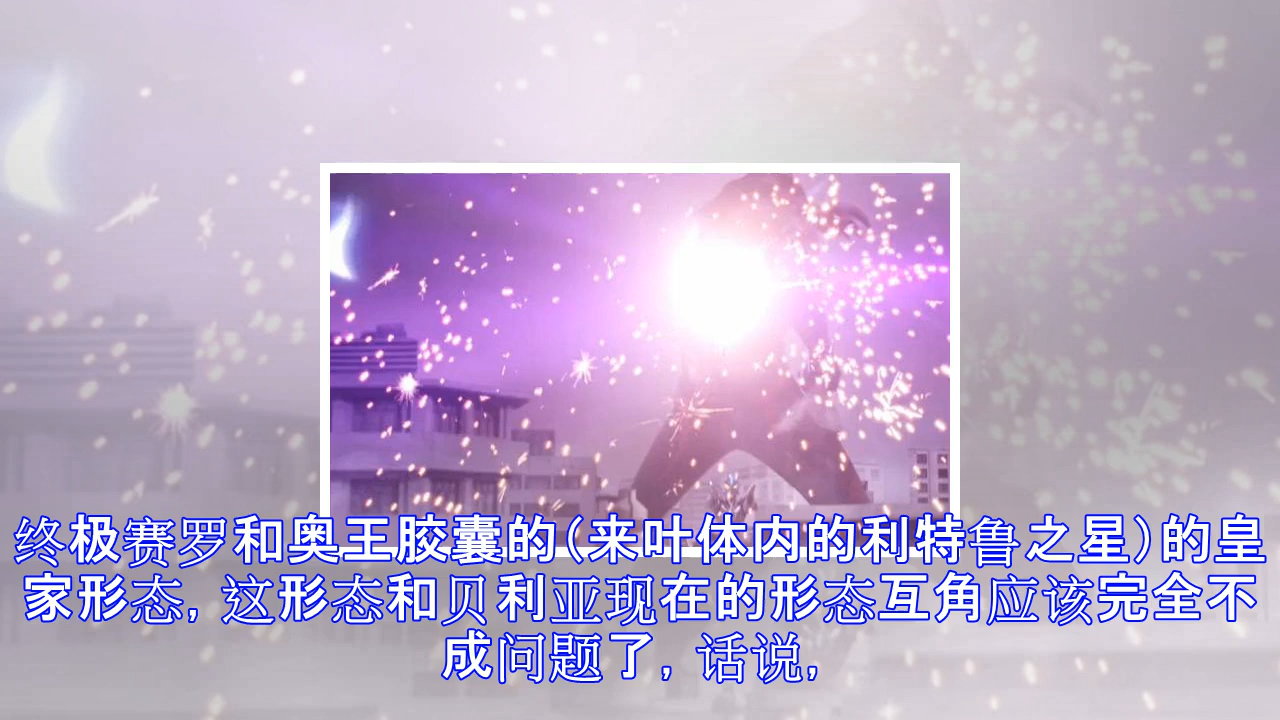 终极赛罗和奥王胶囊的(来叶体内的利特鲁之星)的皇
家形态,这形态和贝利亚现在的形态互角应该完全不
成问题了,话说,